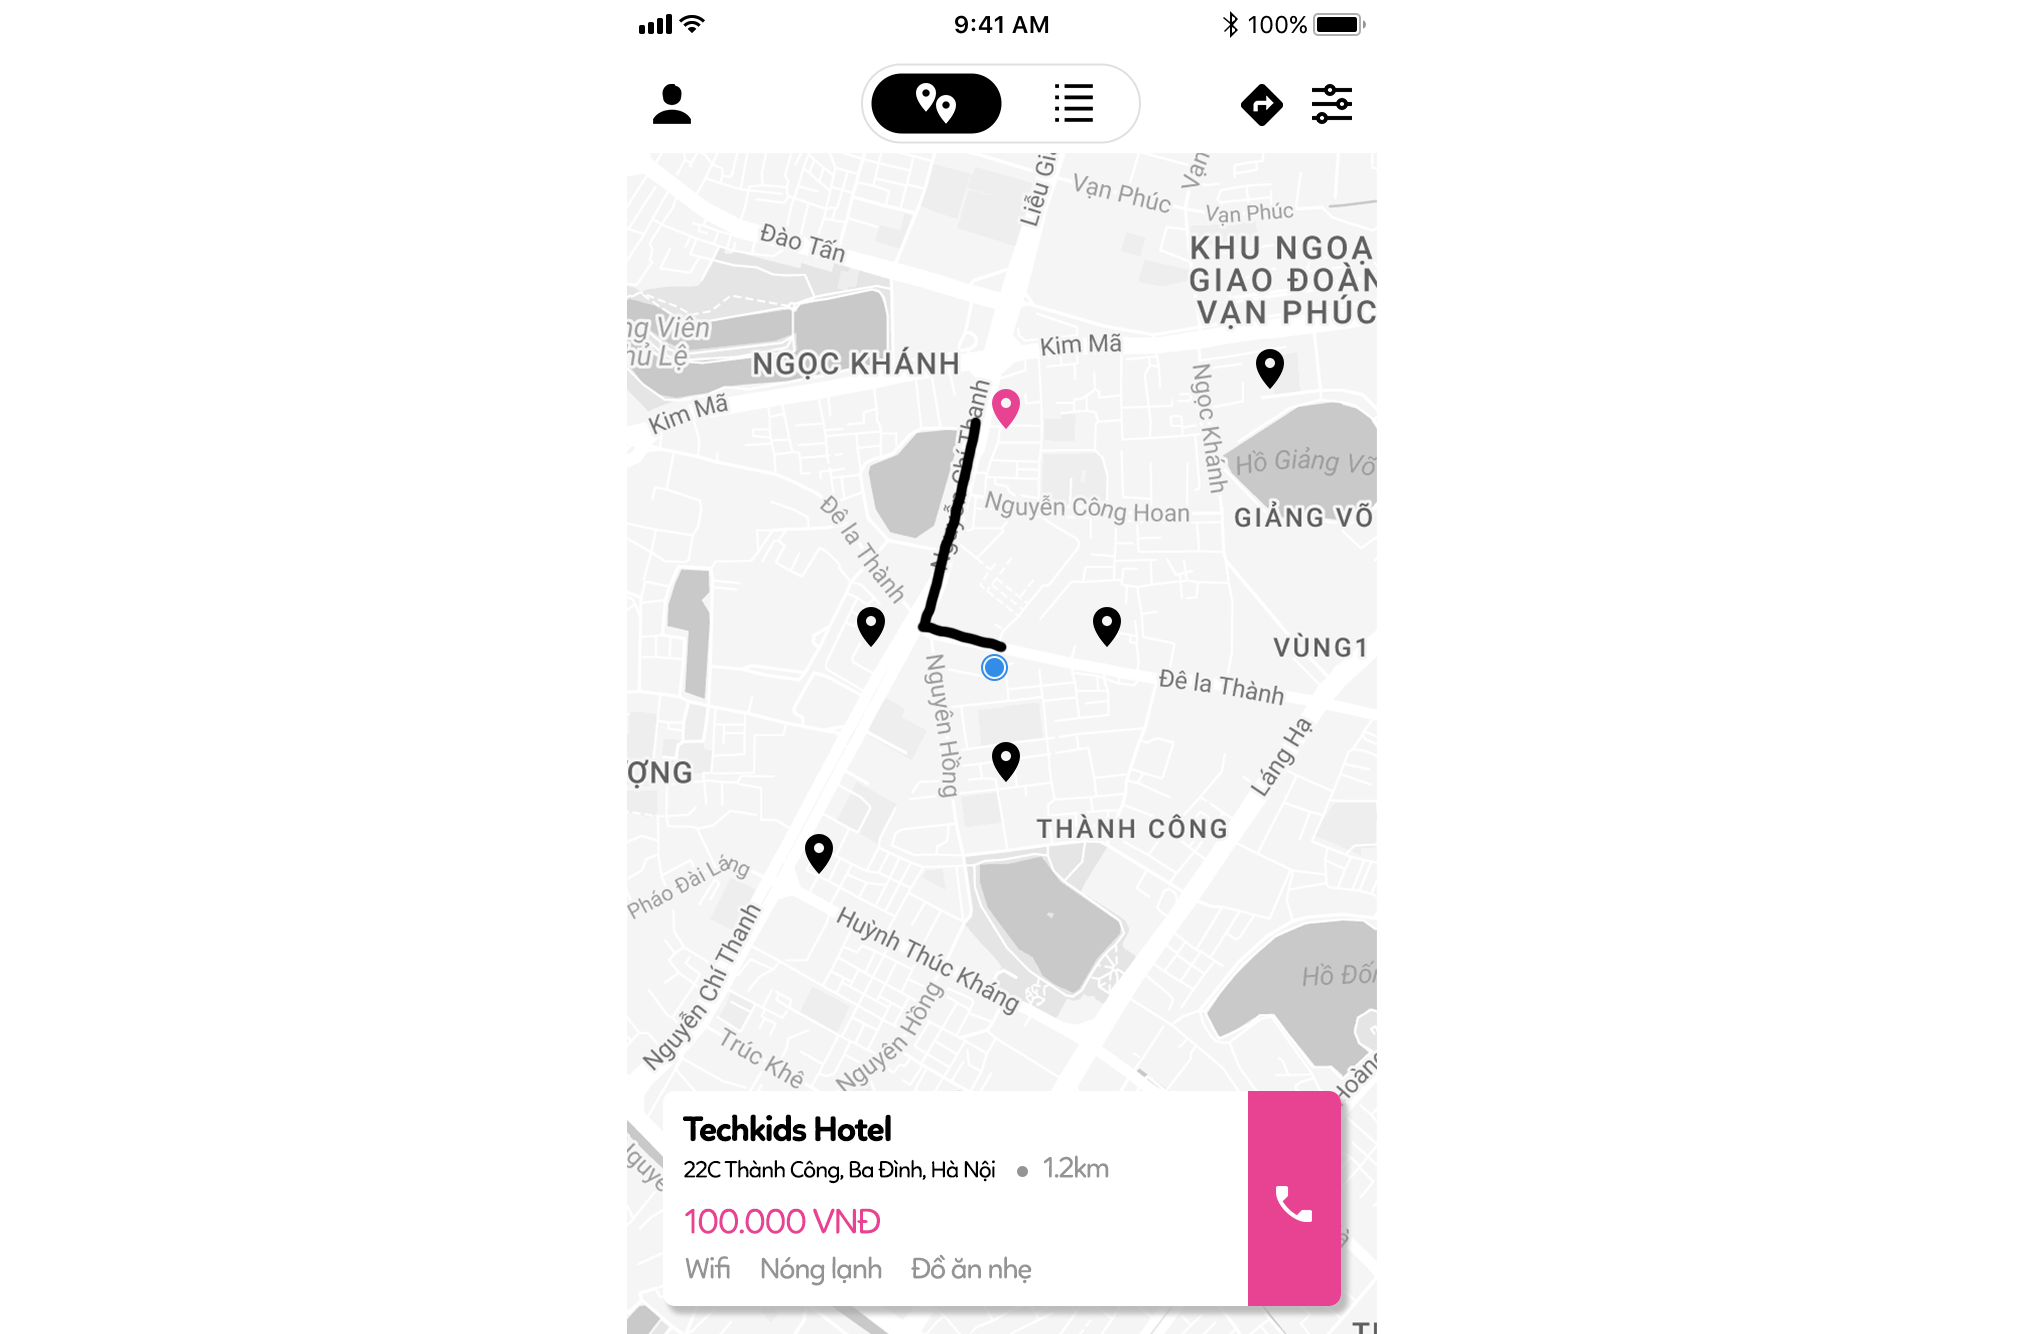 9:41 AM
100%
Vạn Phúc
Vạn
Vạn Phúc
Đào Tấn
KHU NGOẠ
GIAO ĐOÀN
VẠN PHÚC
ng Viên
hủ Lệ
Kim Mã
NGỌC KHÁNH
Kim Mã
Ngọc Khánh
Hồ Giảng Võ
Nguyễn Công Hoan
GIẢNG VÕ
Đê la Thành
VÙNG1
Đê la Thành
Nguyên Hồng
Láng Hạ
ỢNG
THÀNH CÔNG
Pháo Đài Láng
Huỳnh Thúc Kháng
Nguyễn Chí Thanh
Hồ Đốn
Nguyên Hồng
Trúc Khê
Techkids Hotel
22C Thành Công, Ba Đình, Hà Nội • 1.2km
100.000 VNĐ
Wifi Nóng lạnh Đồ ăn nhẹ